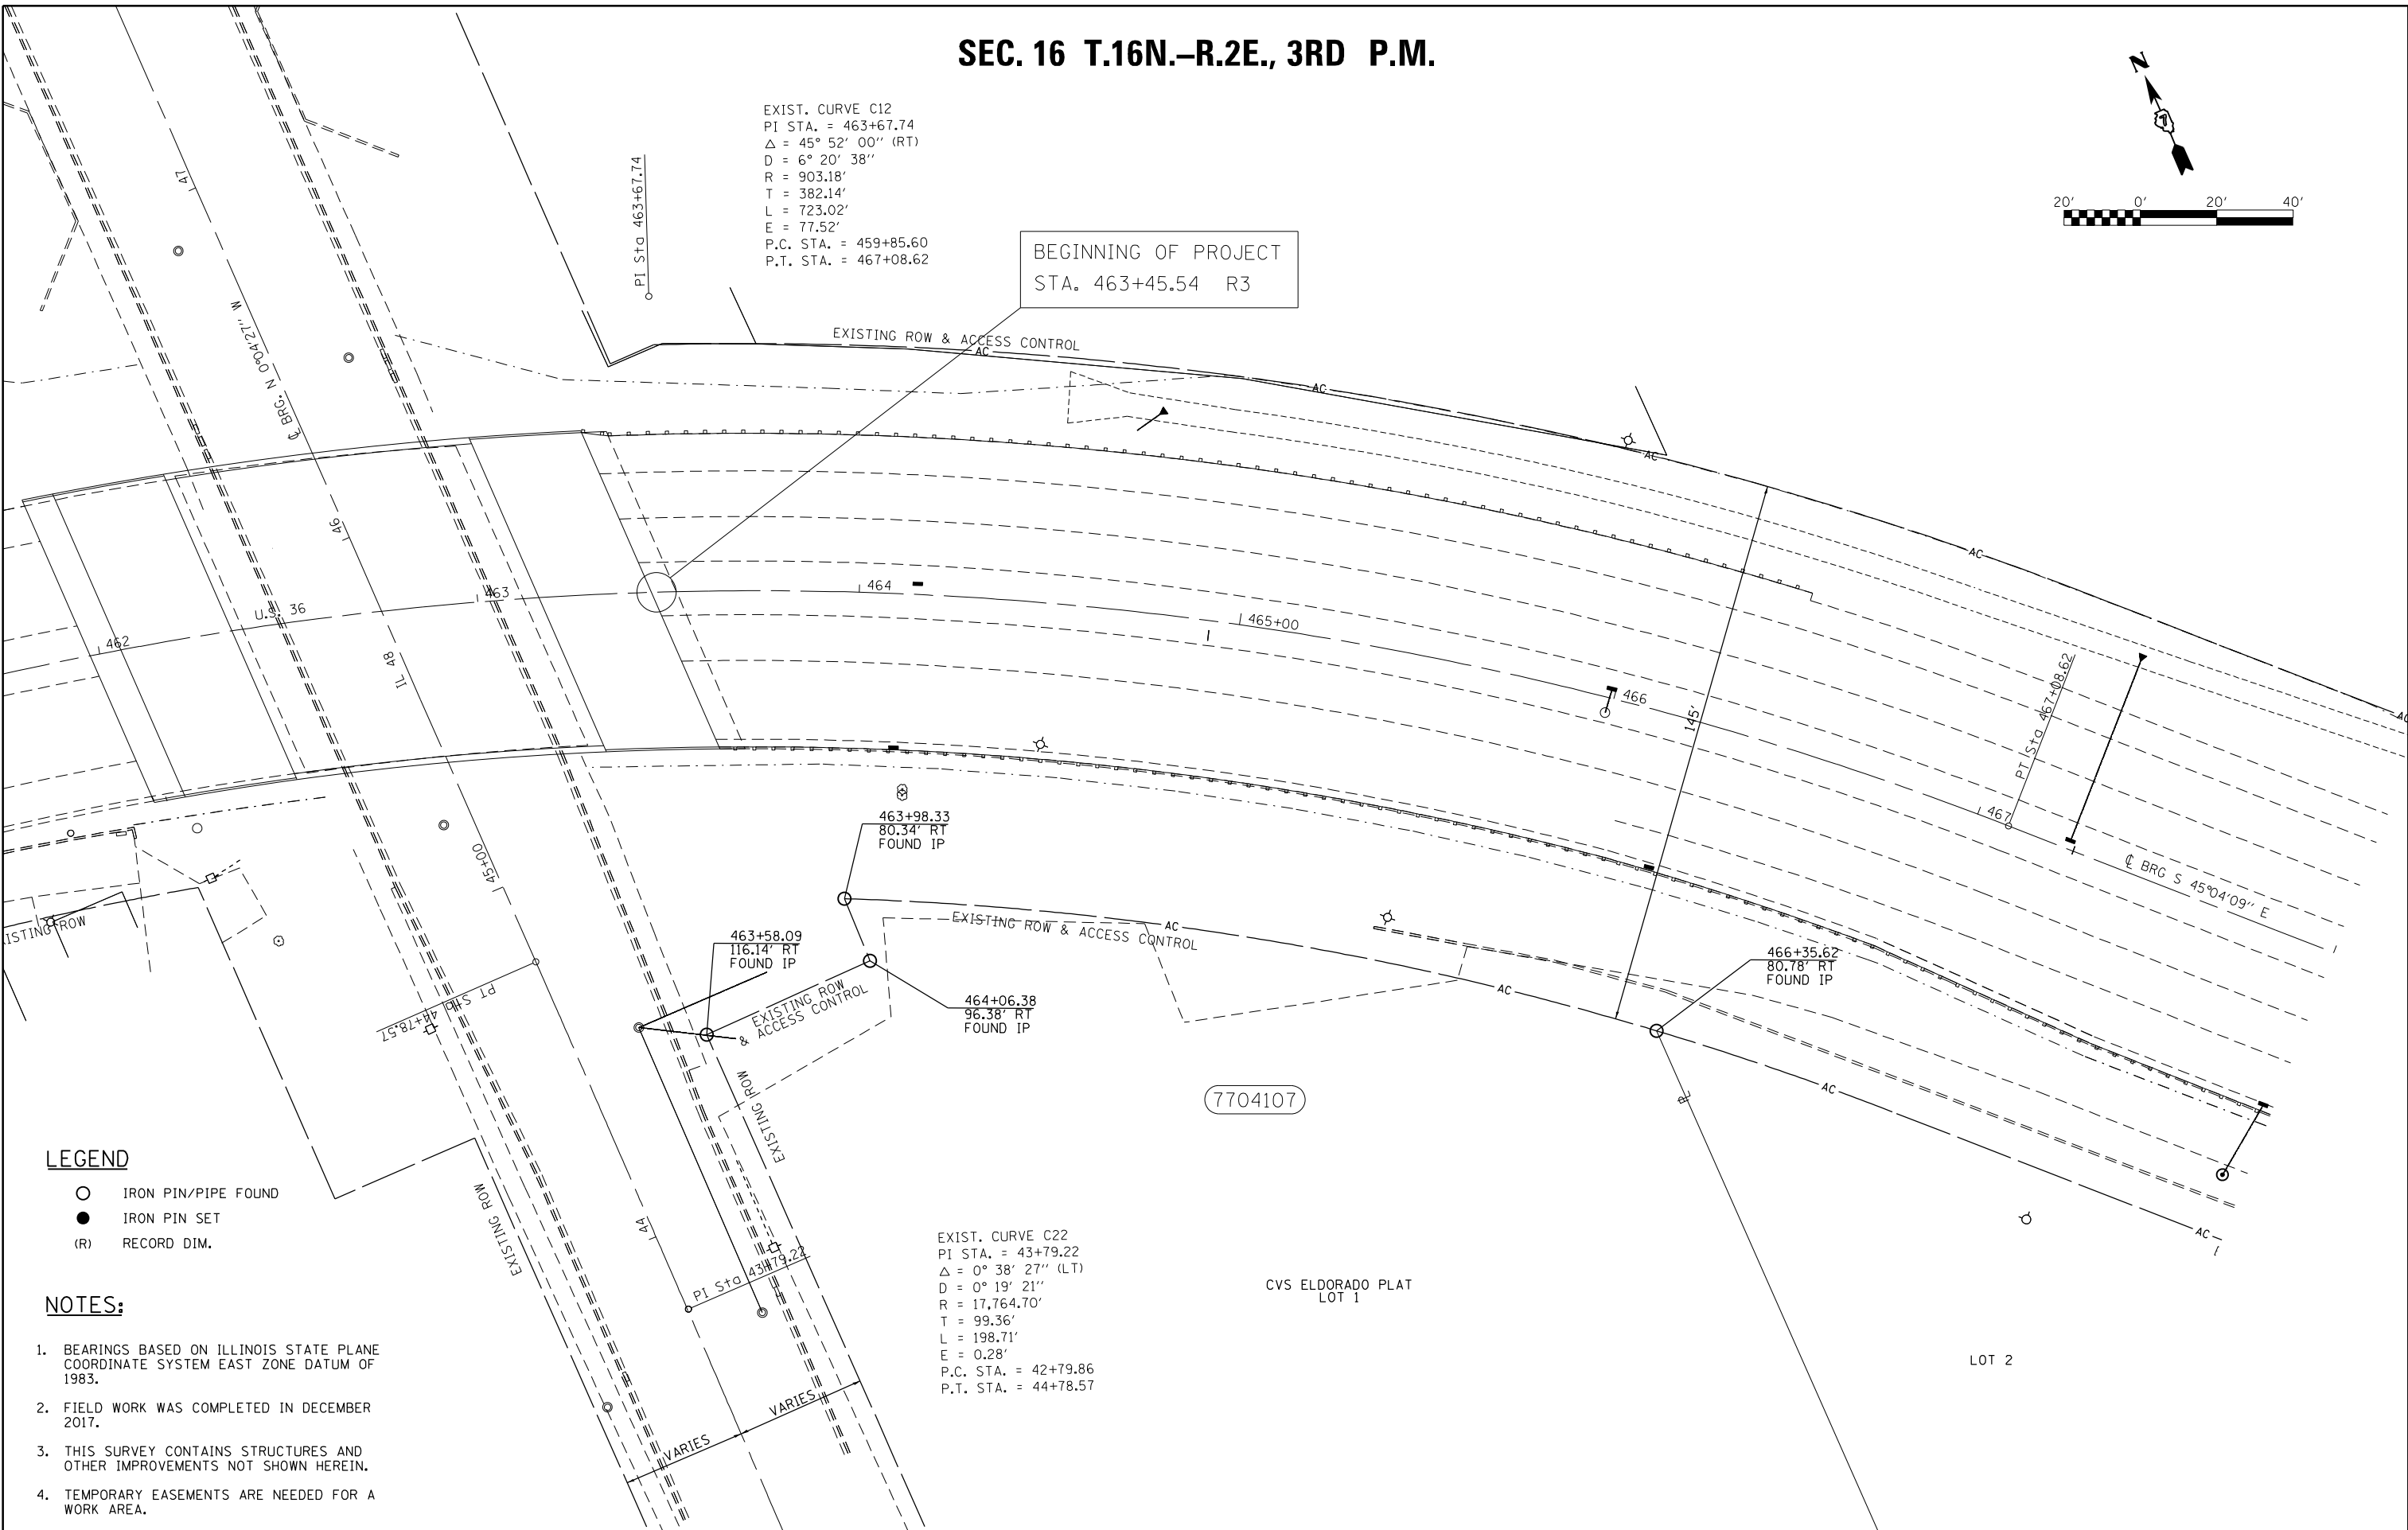 SEC. 16 T.16N.–R.2E., 3RD P.M.
N
7
20' 0' 20' 40'
EXIST. CURVE C12
PI STA. = 463+67.74
Δ = 45° 52' 00'' (RT)
D = 6° 20' 38''
R = 903.18'
T = 382.14'
L = 723.02'
E = 77.52'
P.C. STA. = 459+85.60
P.T. STA. = 467+08.62
PI Sta 463+67.74
BEGINNING OF PROJECT
STA. 463+45.54 R3
EXISTING ROW & ACCESS CONTROL
AC
AC
AC
AC
AC
47
℄ BRG. N 0°04'27'' W
46
IL 48
45+00
44
U.S. 36
462
463
464
465+00
466
467
145'
PT Sta 467+08.62
℄ BRG S 45°04'09'' E
463+98.33
80.34' RT
FOUND IP
463+58.09
116.14' RT
FOUND IP
464+06.38
96.38' RT
FOUND IP
466+35.62
80.78' RT
FOUND IP
EXISTING ROW & ACCESS CONTROL
AC
AC
AC
AC
EXISTING ROW
& ACCESS CONTROL
ISTING ROW
PT Sta 44+78.57
EXISTING ROW
EXISTING ROW
PI Sta 43+79.22
VARIES
VARIES
7704107
EXIST. CURVE C22
PI STA. = 43+79.22
Δ = 0° 38' 27'' (LT)
D = 0° 19' 21''
R = 17,764.70'
T = 99.36'
L = 198.71'
E = 0.28'
P.C. STA. = 42+79.86
P.T. STA. = 44+78.57
CVS ELDORADO PLAT
LOT 1
LOT 2
LEGEND
IRON PIN/PIPE FOUND
IRON PIN SET
(R) RECORD DIM.
NOTES:
1. BEARINGS BASED ON ILLINOIS STATE PLANE
COORDINATE SYSTEM EAST ZONE DATUM OF
1983.
2. FIELD WORK WAS COMPLETED IN DECEMBER
2017.
3. THIS SURVEY CONTAINS STRUCTURES AND
OTHER IMPROVEMENTS NOT SHOWN HEREIN.
4. TEMPORARY EASEMENTS ARE NEEDED FOR A
WORK AREA.